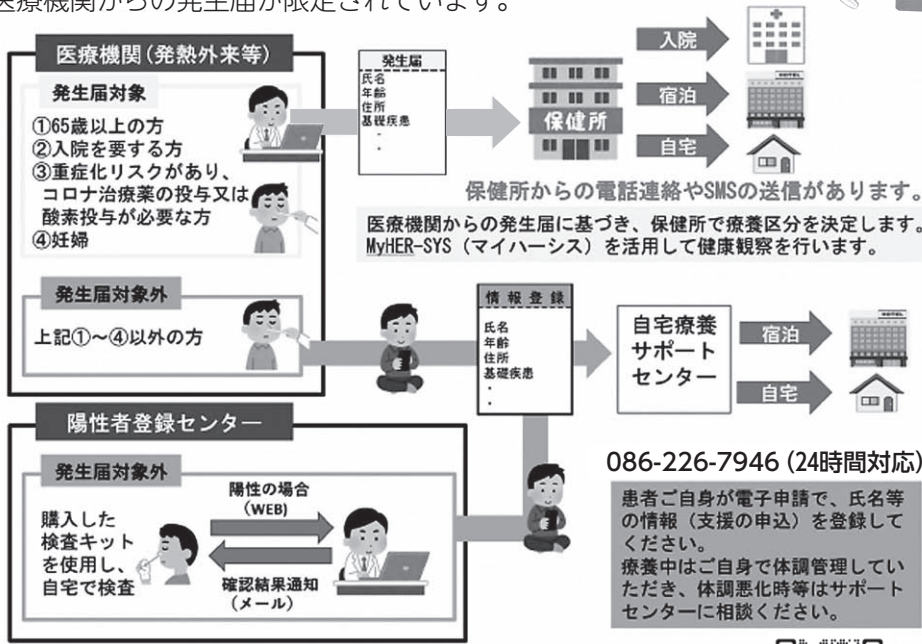 医療機関からの発生届が限定されています。
医療機関(発熱外来等)
発生届対象
①65歳以上の方
②入院を要する方
③重症化リスクがあり、
コロナ治療薬の投与又は
酸素投与が必要な方
④妊婦
発生届
氏名
年齢
住所
基礎疾患
・
・
保健所
入院
宿泊
自宅
HOTEL
保健所からの電話連絡やSMSの送信があります。
医療機関からの発生届に基づき、保健所で療養区分を決定します。
MyHER-SYS（マイハーシス）を活用して健康観察を行います。
発生届対象外
上記①～④以外の方
情報登録
氏名
年齢
住所
基礎疾患
・
・
自宅療養
サポート
センター
宿泊
自宅
HOTEL
陽性者登録センター
発生届対象外
購入した
検査キット
を使用し、
自宅で検査
陽性の場合
(WEB)
確認結果通知
(メール)
086-226-7946 (24時間対応)
患者ご自身が電子申請で、氏名等
の情報（支援の申込）を登録して
ください。
療養中はご自身で体調管理してい
ただき、体調悪化時等はサポート
センターに相談ください。